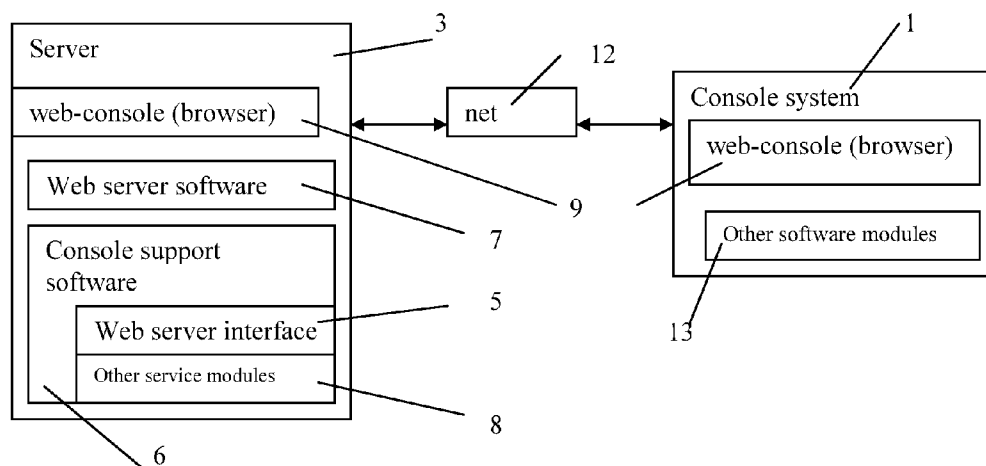 3
Server
12
1
web-console (browser)
net
Console system
web-console (browser)
Web server software
9
7
Other software modules
Console support
software
5
13
Web server interface
Other service modules
8
6